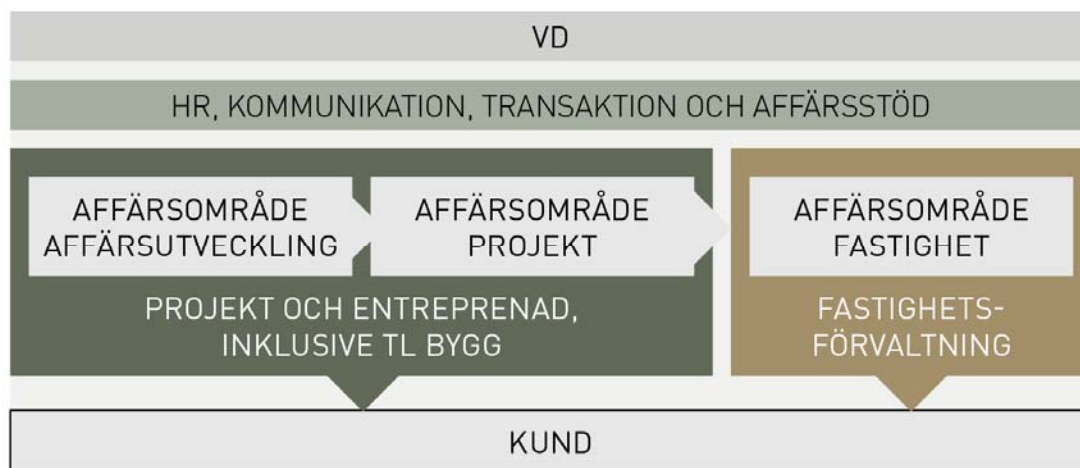 VD
HR, KOMMUNIKATION, TRANSAKTION OCH AFFÄRSSTÖD
AFFÄRSOMRÅDE
AFFÄRSUTVECKLING
AFFÄRSOMRÅDE
PROJEKT
PROJEKT OCH ENTREPRENAD,
INKLUSIVE TL BYGG
AFFÄRSOMRÅDE
FASTIGHET
FASTIGHETS-
FÖRVALTNING
KUND